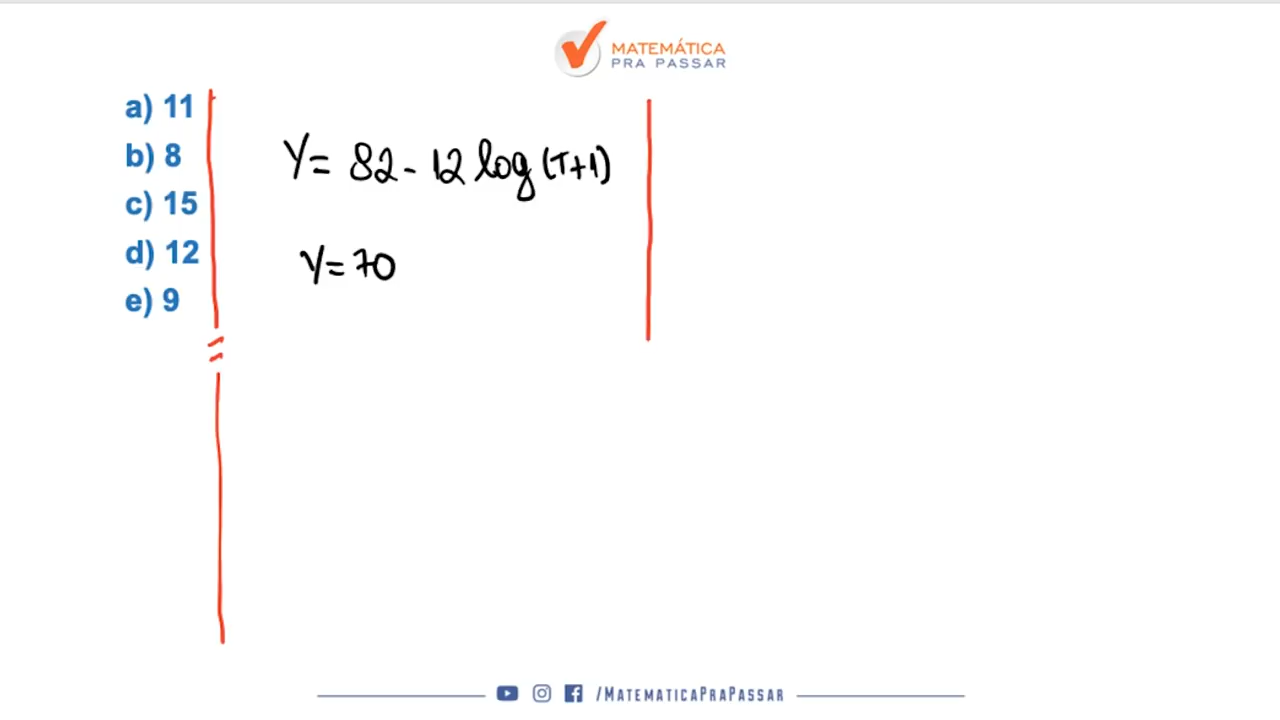 MATEMÁTICA
PRA PASSAR
a) 11
b) 8
c) 15
d) 12
e) 9
Y = 82 - 12 log (T+1)
Y = 70
/MATEMATICAPRAPASSAR